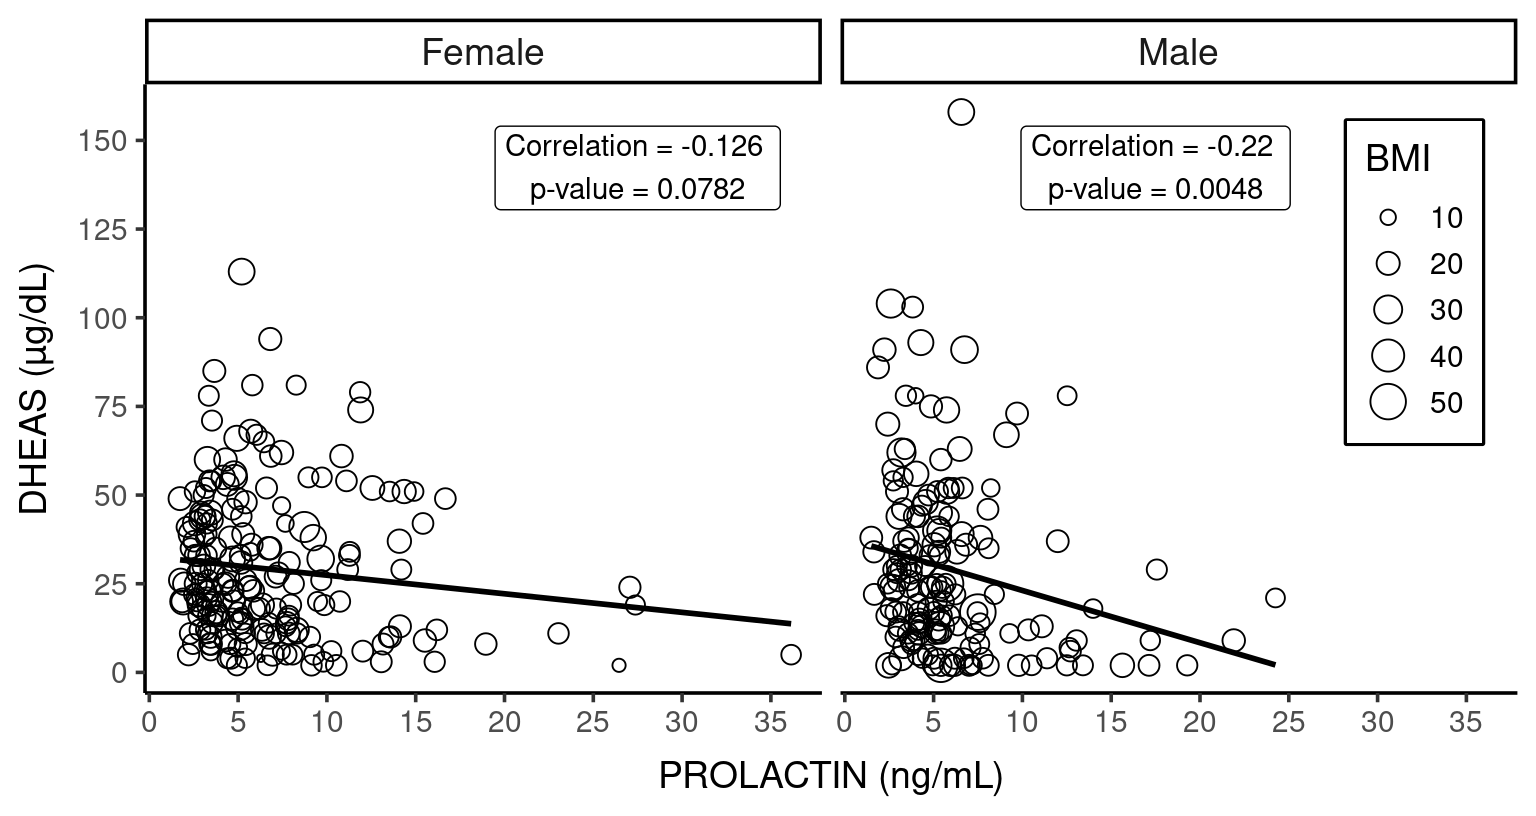 Female
Male
Correlation = -0.126
p-value = 0.0782
Correlation = -0.22
p-value = 0.0048
BMI
10
20
30
40
50
DHEAS (µg/dL)
150
125
100
75
50
25
0
0 5 10 15 20 25 30 35
0 5 10 15 20 25 30 35
PROLACTIN (ng/mL)